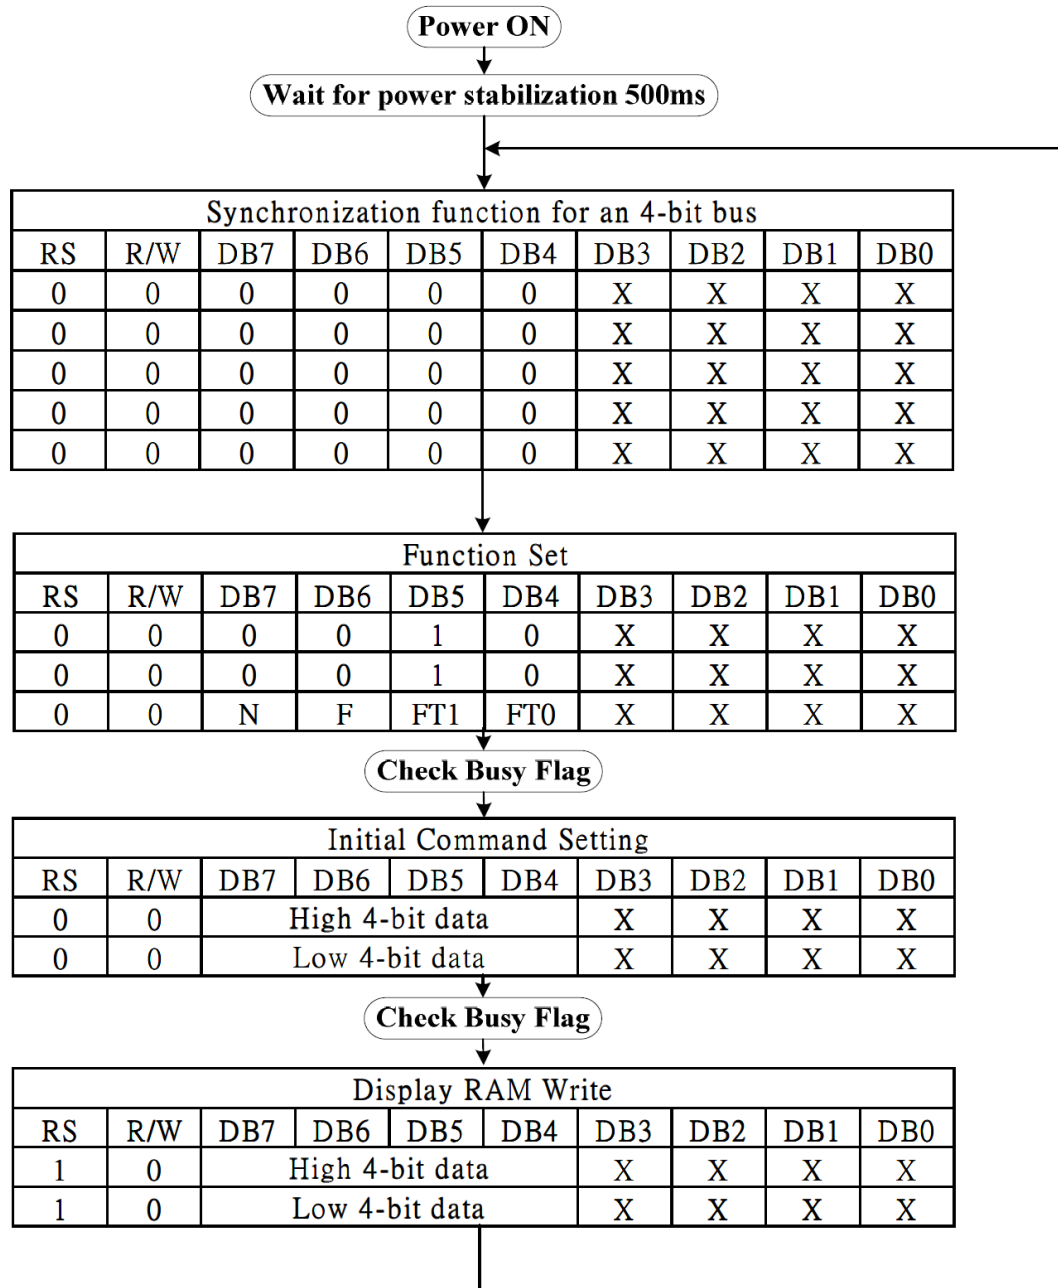 Power ON
Wait for power stabilization 500ms
Synchronization function for an 4-bit bus
RS R/W DB7 DB6 DB5 DB4 DB3 DB2 DB1 DB0
0 0 0 0 0 0 X X X X
0 0 0 0 0 0 X X X X
0 0 0 0 0 0 X X X X
0 0 0 0 0 0 X X X X
0 0 0 0 0 0 X X X X
Function Set
RS R/W DB7 DB6 DB5 DB4 DB3 DB2 DB1 DB0
0 0 0 0 1 0 X X X X
0 0 0 0 1 0 X X X X
0 0 N F FT1 FT0 X X X X
Check Busy Flag
Initial Command Setting
RS R/W DB7 DB6 DB5 DB4 DB3 DB2 DB1 DB0
0 0 High 4-bit data X X X X
0 0 Low 4-bit data X X X X
Check Busy Flag
Display RAM Write
RS R/W DB7 DB6 DB5 DB4 DB3 DB2 DB1 DB0
1 0 High 4-bit data X X X X
1 0 Low 4-bit data X X X X